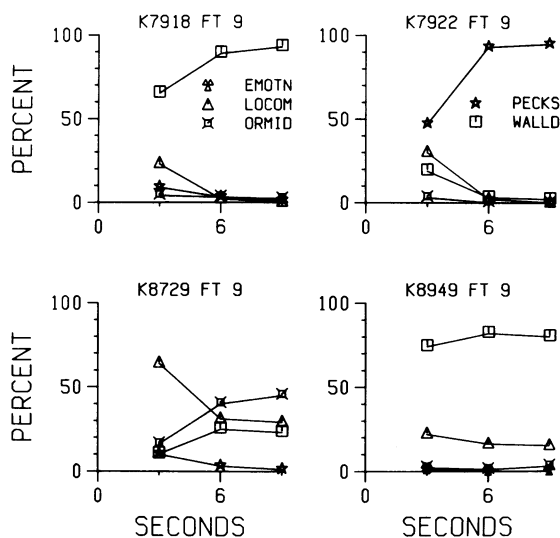 K7918 FT 9
K7922 FT 9
100
50
0
PERCENT
EMOTN
LOCOM
ORMID
0
6
SECONDS
100
50
0
PECKS
WALLD
0
6
K8729 FT 9
K8949 FT 9
100
50
0
PERCENT
0
6
SECONDS
100
50
0
0
6
SECONDS